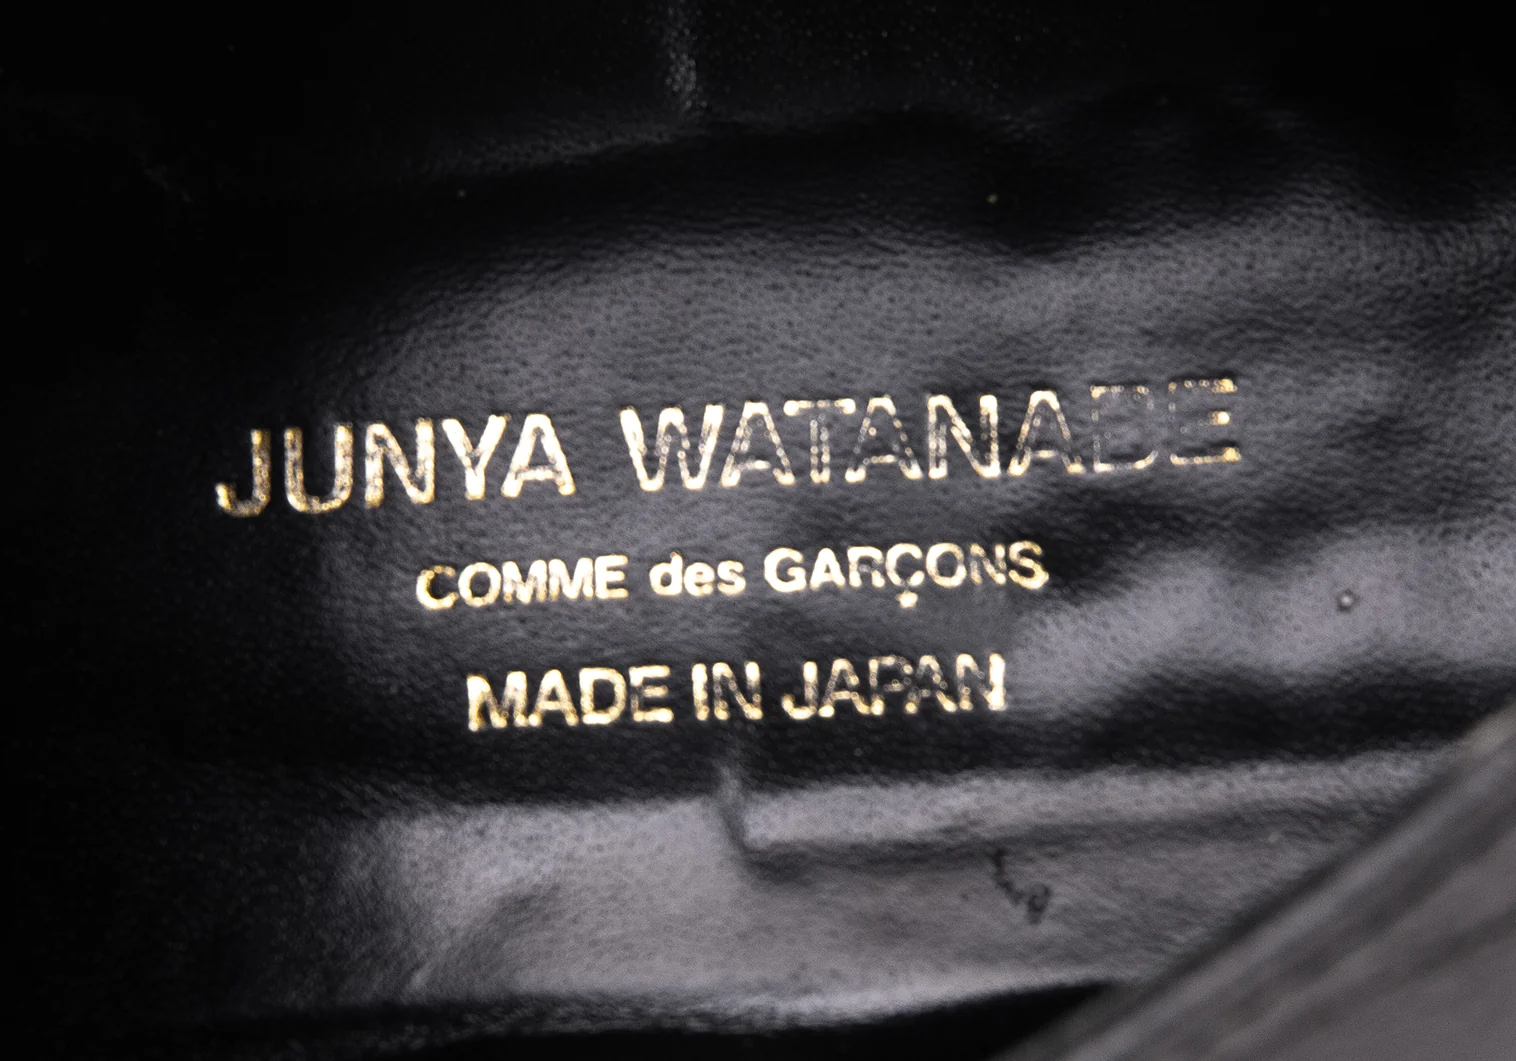 JUNYA WATANABE
COMME des GARÇONS
MADE IN JAPAN